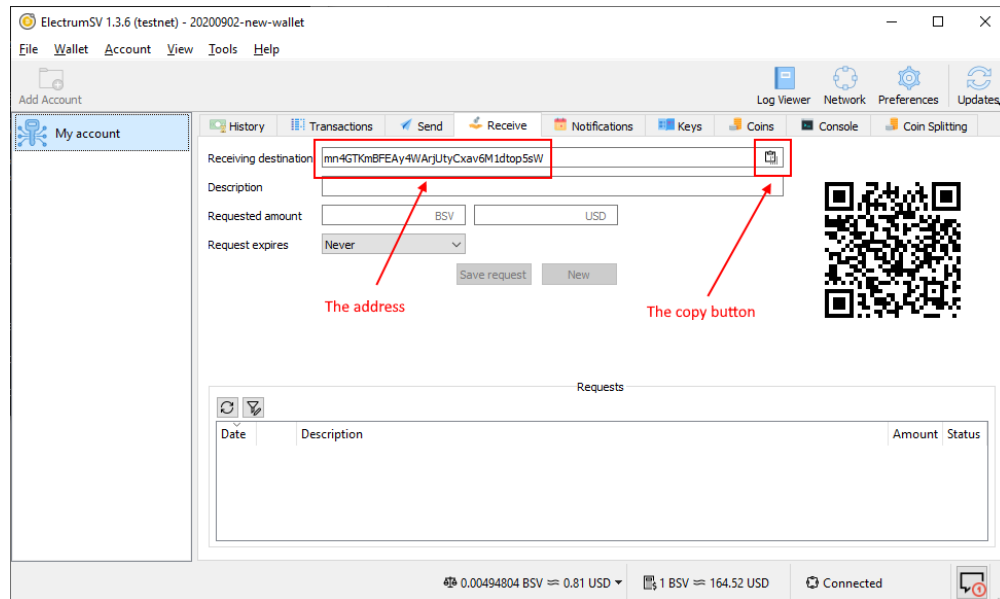 ElectrumSV 1.3.6 (testnet) - 20200902-new-wallet
File Wallet Account View Tools Help
Add Account
Log Viewer Network Preferences Updates
My account
History Transactions Send Receive Notifications Keys Coins Console Coin Splitting
Receiving destination mn4GTKmBFEAy4WArjUtyCxav6M1dtop5sW
Description
Requested amount BSV USD
Request expires Never
Save request New
The address
The copy button
Requests
Date Description Amount Status
0.00494804 BSV ≈ 0.81 USD 1 BSV ≈ 164.52 USD Connected
1